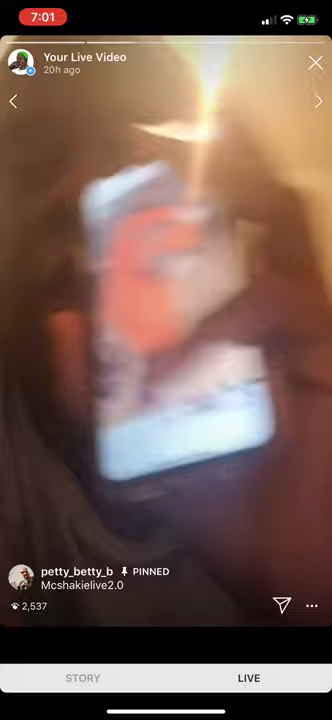 7:01
Your Live Video
20h ago
petty_betty_b PINNED
Mcshakielive2.0
2,537
STORY LIVE